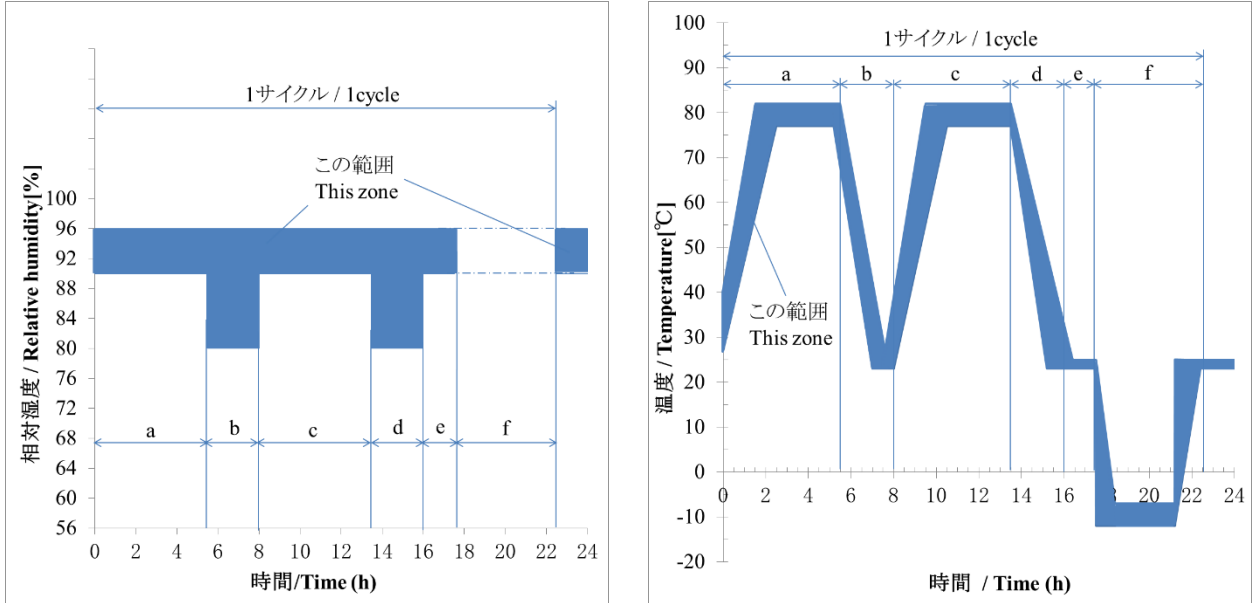 1サイクル / 1cycle
この範囲
This zone
相対湿度 / Relative humidity[%]
100
96
92
88
84
80
76
72
68
64
60
56
a b c d e f
0 2 4 6 8 10 12 14 16 18 20 22 24
時間/Time (h)
1サイクル / 1cycle
a b c d e f
温度 / Temperature[℃]
100
90
80
70
60
50
40
30
20
10
0
-10
-20
この範囲
This zone
0 2 4 6 8 10 12 14 16 18 20 22 24
時間 / Time (h)